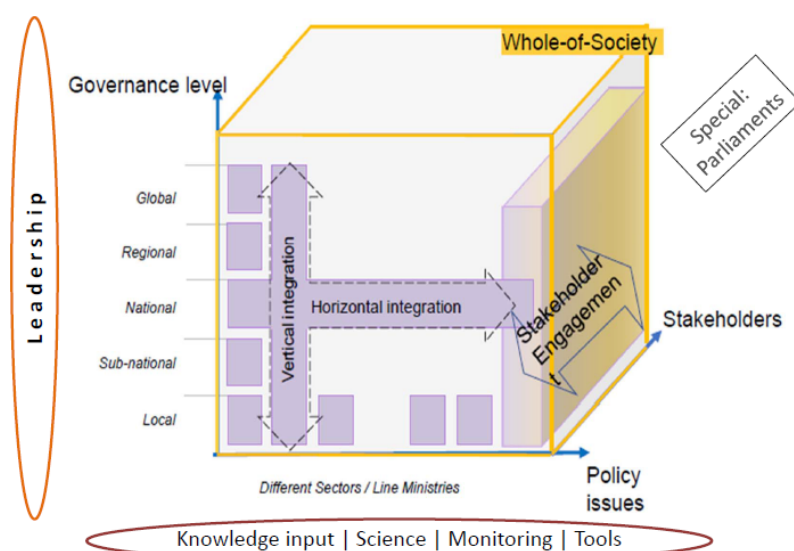 Whole-of-Society
Governance level
Special:
Parliaments
Leadership
Global
Regional
National
Sub-national
Local
Vertical integration
Horizontal integration
Stakeholder
Engagemen
t
Stakeholders
Policy
issues
Different Sectors / Line Ministries
Knowledge input | Science | Monitoring | Tools